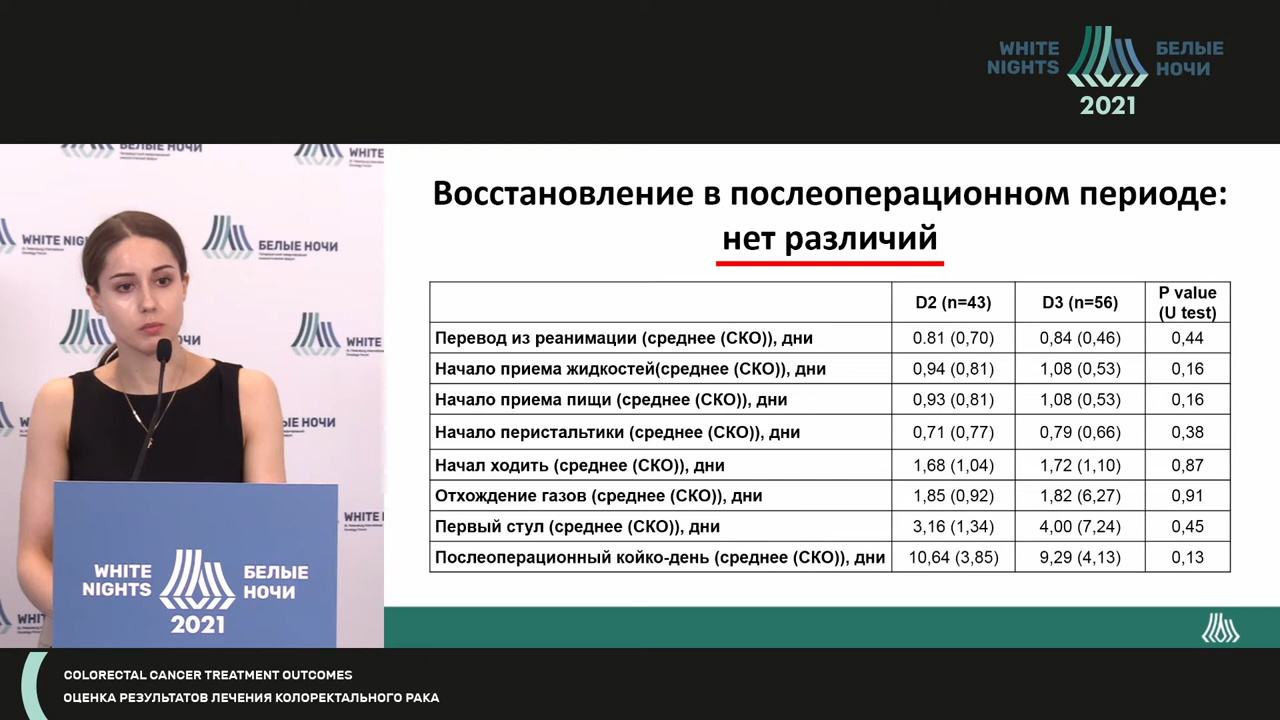 WHITE
NIGHTS
БЕЛЫЕ
НОЧИ
2021
БЕЛЫЕ НОЧИ
WHITE
WHITE NIGH
БЕЛЫЕ НОЧИ
WHITE
NIGHTS
БЕЛЫЕ
НОЧИ
2021
Восстановление в послеоперационном периоде:
нет различий
D2 (n=43) D3 (n=56) P value
(U test)
Перевод из реанимации (среднее (СКО)), дни 0.81 (0,70) 0,84 (0,46) 0,44
Начало приема жидкостей(среднее (СКО)), дни 0,94 (0,81) 1,08 (0,53) 0,16
Начало приема пищи (среднее (СКО)), дни 0,93 (0,81) 1,08 (0,53) 0,16
Начало перистальтики (среднее (СКО)), дни 0,71 (0,77) 0,79 (0,66) 0,38
Начал ходить (среднее (СКО)), дни 1,68 (1,04) 1,72 (1,10) 0,87
Отхождение газов (среднее (СКО)), дни 1,85 (0,92) 1,82 (6,27) 0,91
Первый стул (среднее (СКО)), дни 3,16 (1,34) 4,00 (7,24) 0,45
Послеоперационный койко-день (среднее (СКО)), дни 10,64 (3,85) 9,29 (4,13) 0,13
COLORECTAL CANCER TREATMENT OUTCOMES
ОЦЕНКА РЕЗУЛЬТАТОВ ЛЕЧЕНИЯ КОЛОРЕКТАЛЬНОГО РАКА